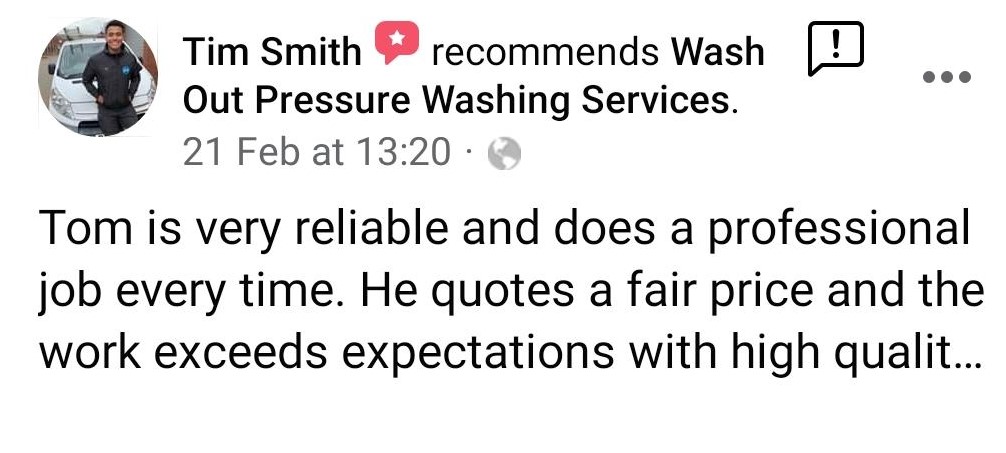 Tim Smith recommends Wash
Out Pressure Washing Services.
21 Feb at 13:20 ·
Tom is very reliable and does a professional
job every time. He quotes a fair price and the
work exceeds expectations with high qualit...